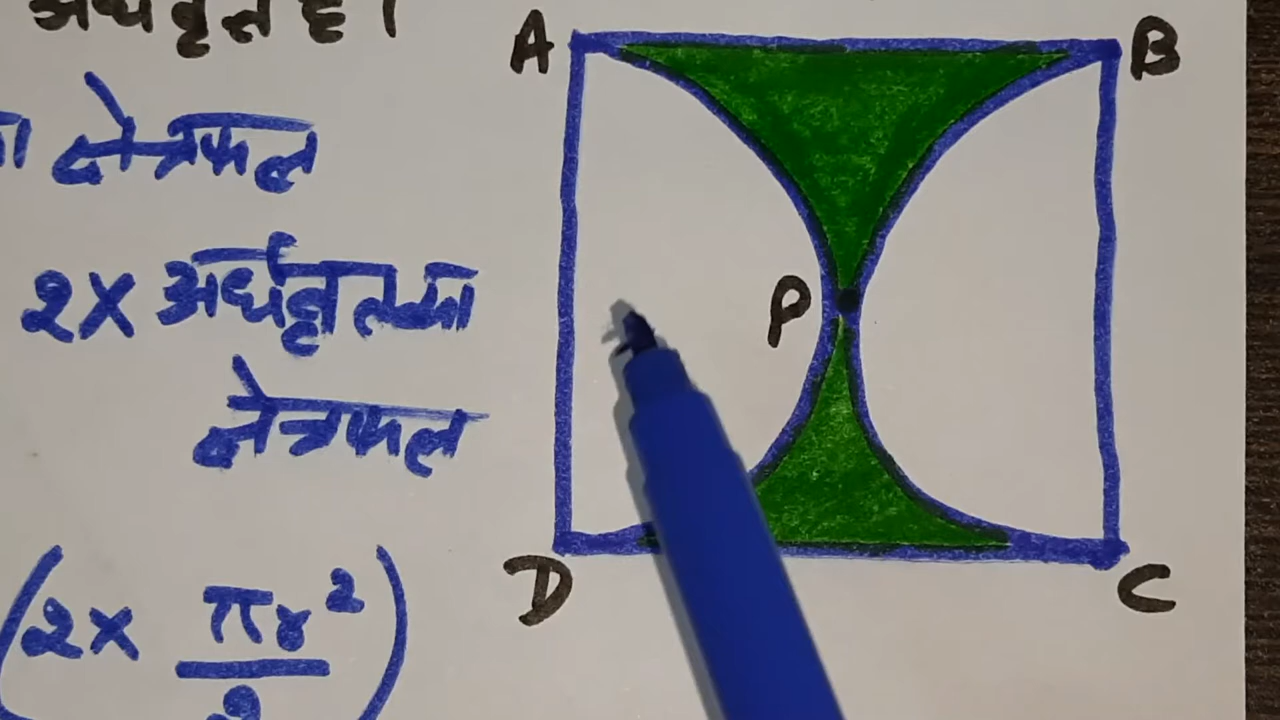 अर्धवृत्त है।
A
B
का क्षेत्रफल
2× अर्धवृत्त का
P
क्षेत्रफल
D
C
(2× πr²/2)